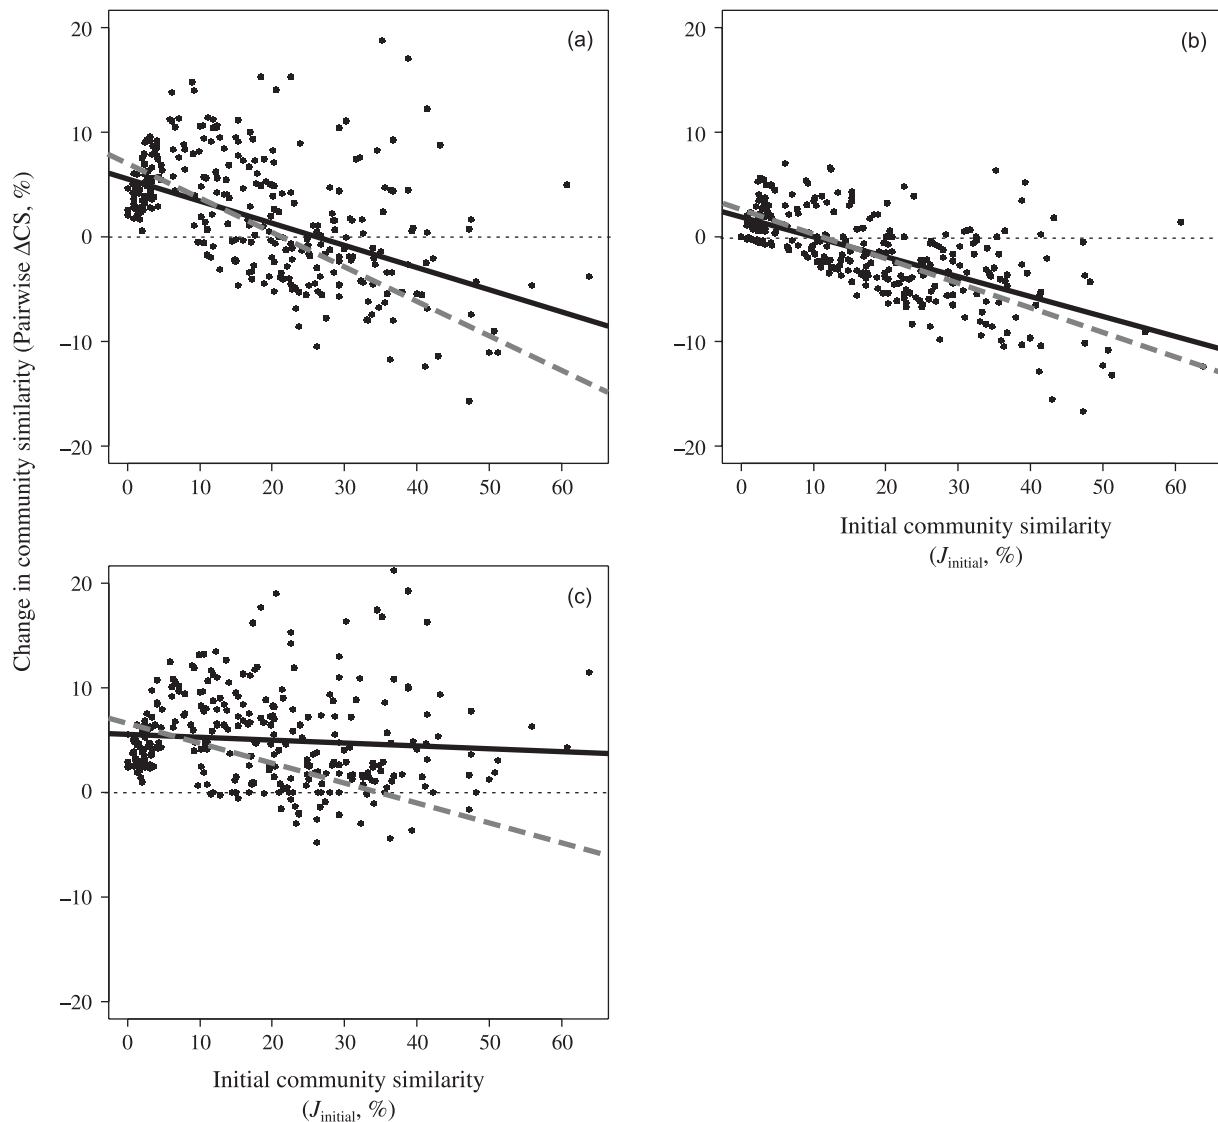 Change in community similarity (Pairwise ΔCS, %)
(a)
20
10
0
–10
–20
0 10 20 30 40 50 60
(b)
20
10
0
–10
–20
0 10 20 30 40 50 60
Initial community similarity
(Jinitial, %)
(c)
20
10
0
–10
–20
0 10 20 30 40 50 60
Initial community similarity
(Jinitial, %)